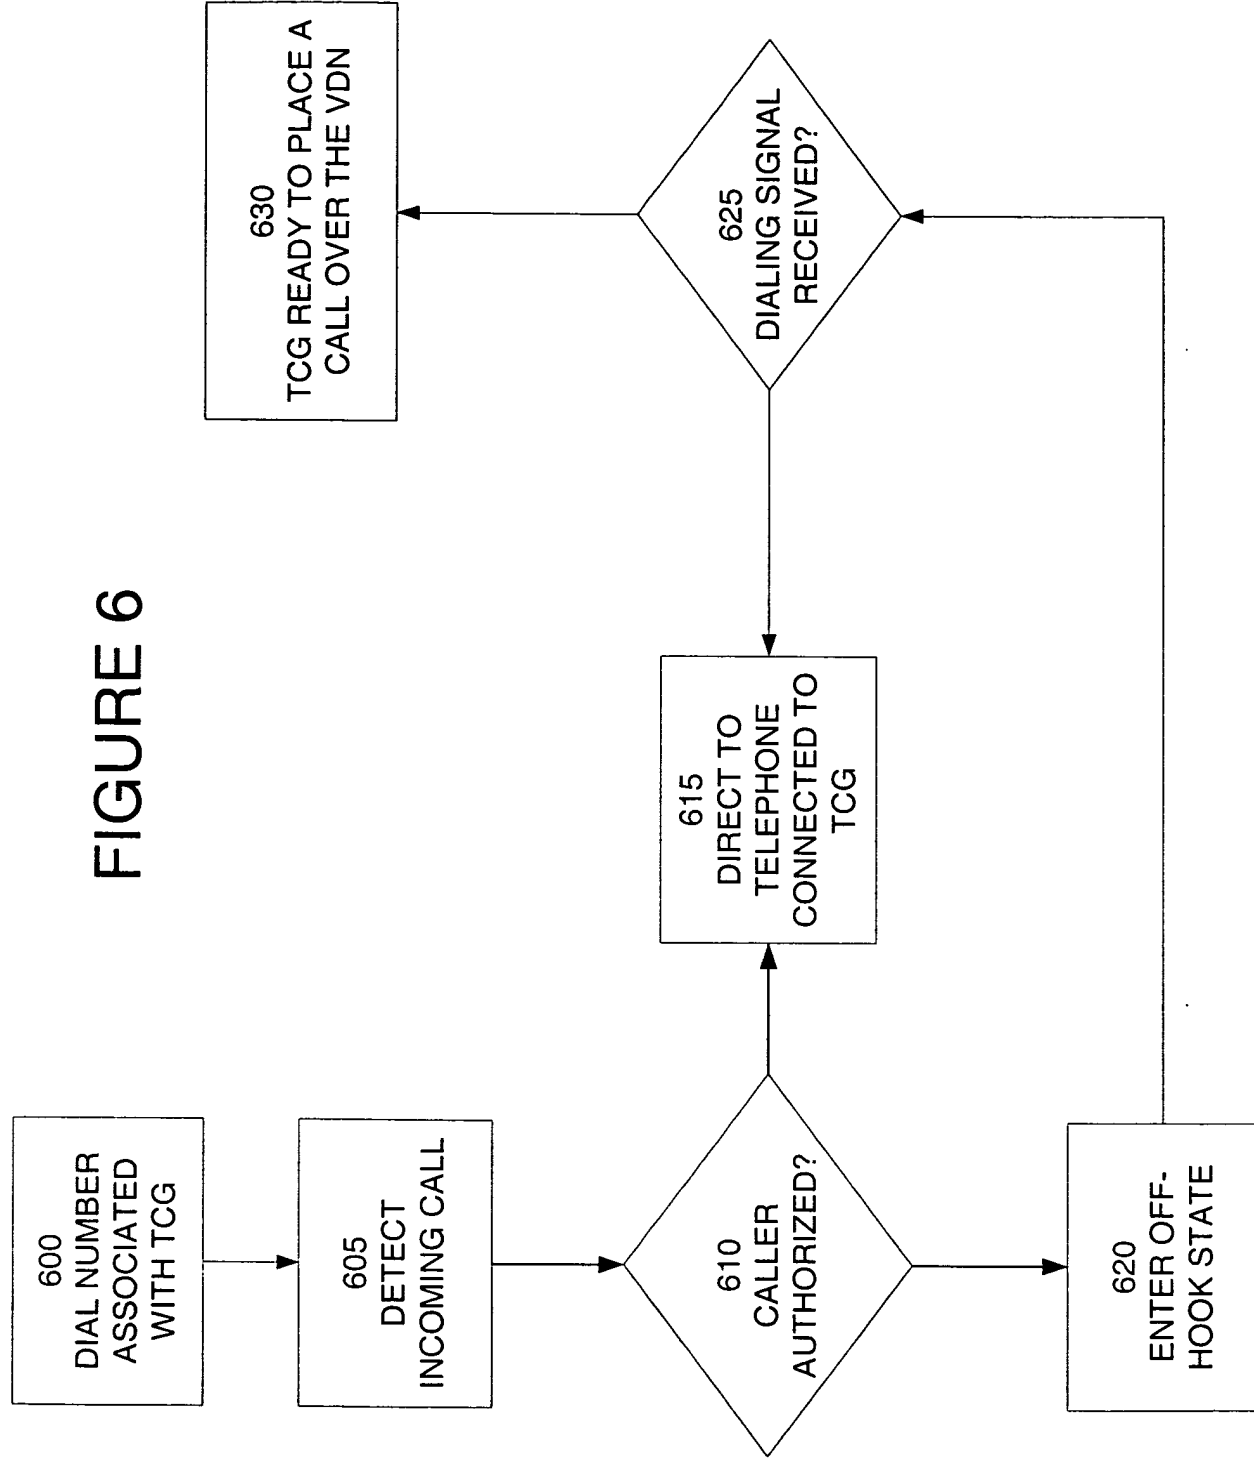 FIGURE 6
600
DIAL NUMBER
ASSOCIATED
WITH TCG
605
DETECT
INCOMING CALL
610
CALLER
AUTHORIZED?
615
DIRECT TO
TELEPHONE
CONNECTED TO
TCG
620
ENTER OFF-
HOOK STATE
625
DIALING SIGNAL
RECEIVED?
630
TCG READY TO PLACE A
CALL OVER THE VDN